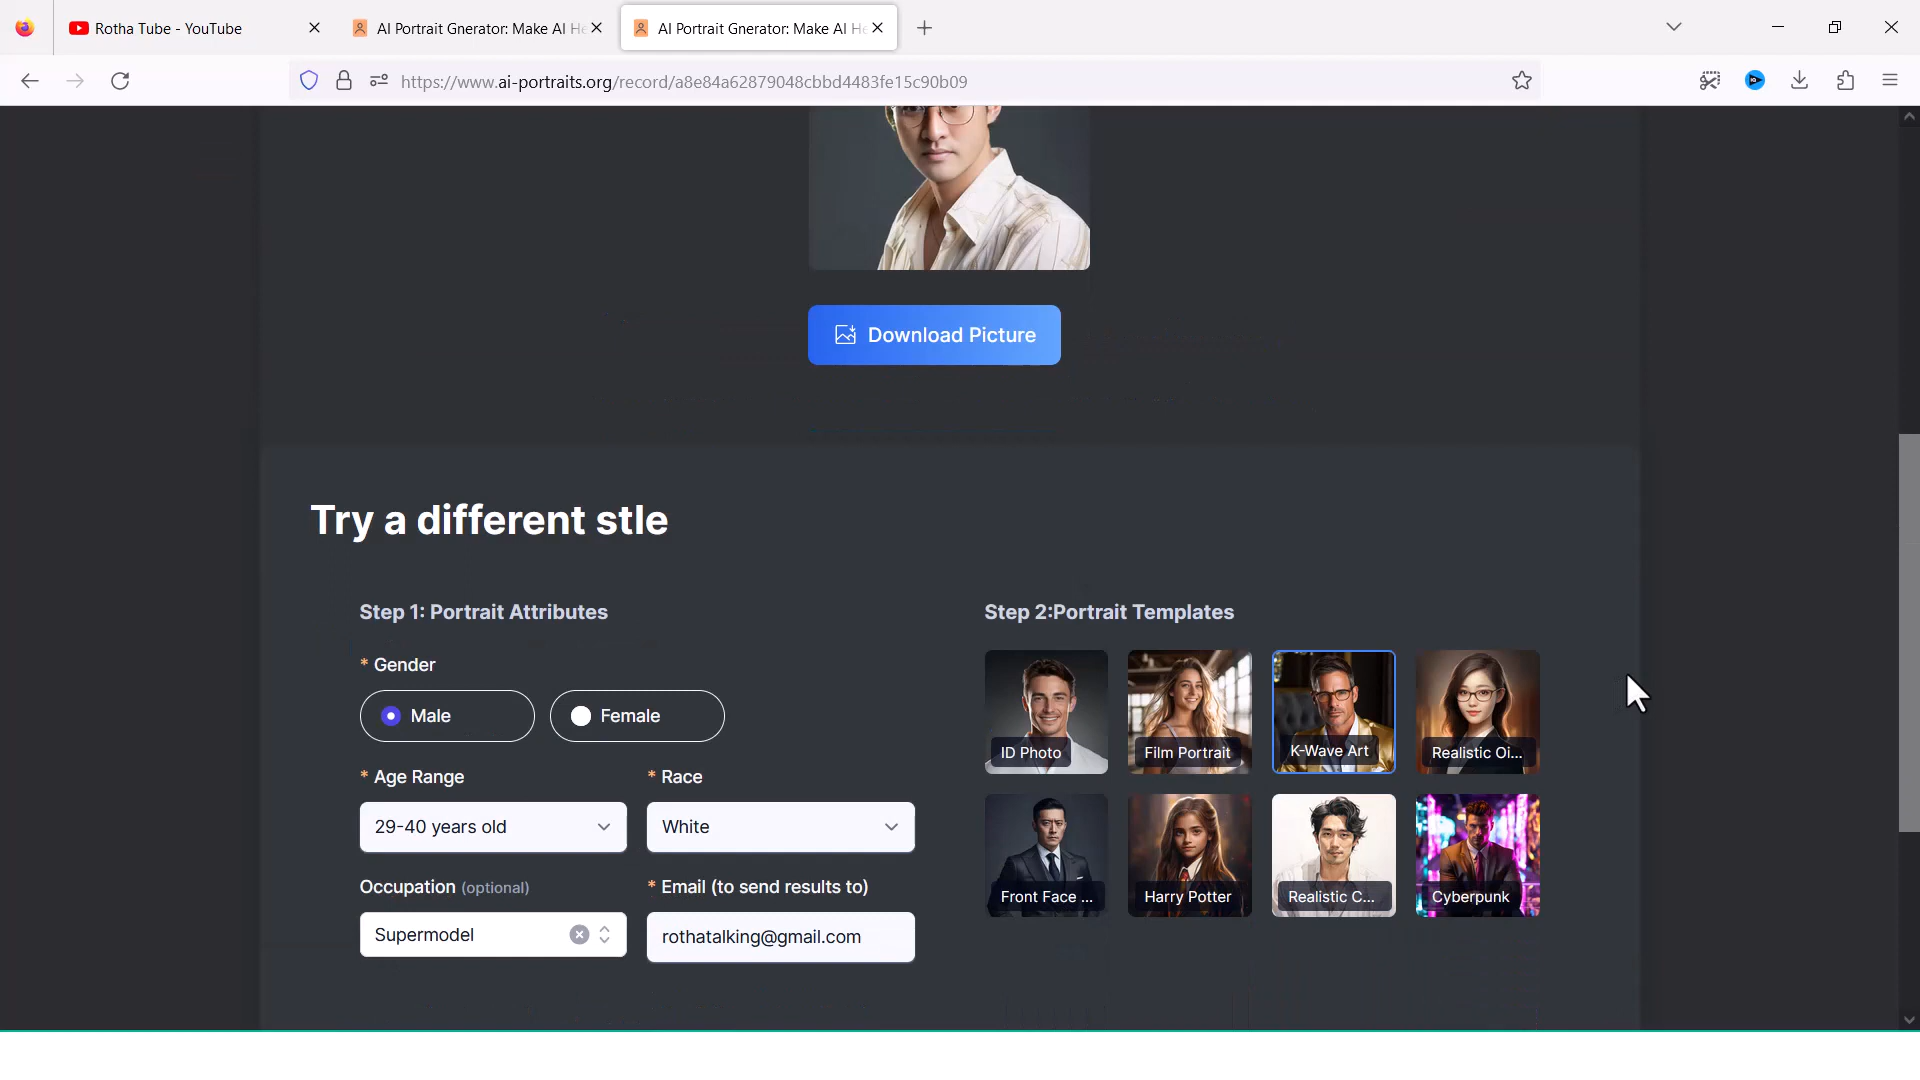 Rotha Tube - YouTube
AI Portrait Gnerator: Make AI He
AI Portrait Gnerator: Make AI He
https://www.ai-portraits.org/record/a8e84a62879048cbbd4483fe15c90b09
Download Picture
Try a different stle
Step 1: Portrait Attributes
* Gender
Male
Female
* Age Range
* Race
29-40 years old
White
Occupation (optional)
* Email (to send results to)
Supermodel
rothatalking@gmail.com
Step 2:Portrait Templates
ID Photo
Film Portrait
K-Wave Art
Realistic Oi...
Front Face ...
Harry Potter
Realistic C...
Cyberpunk